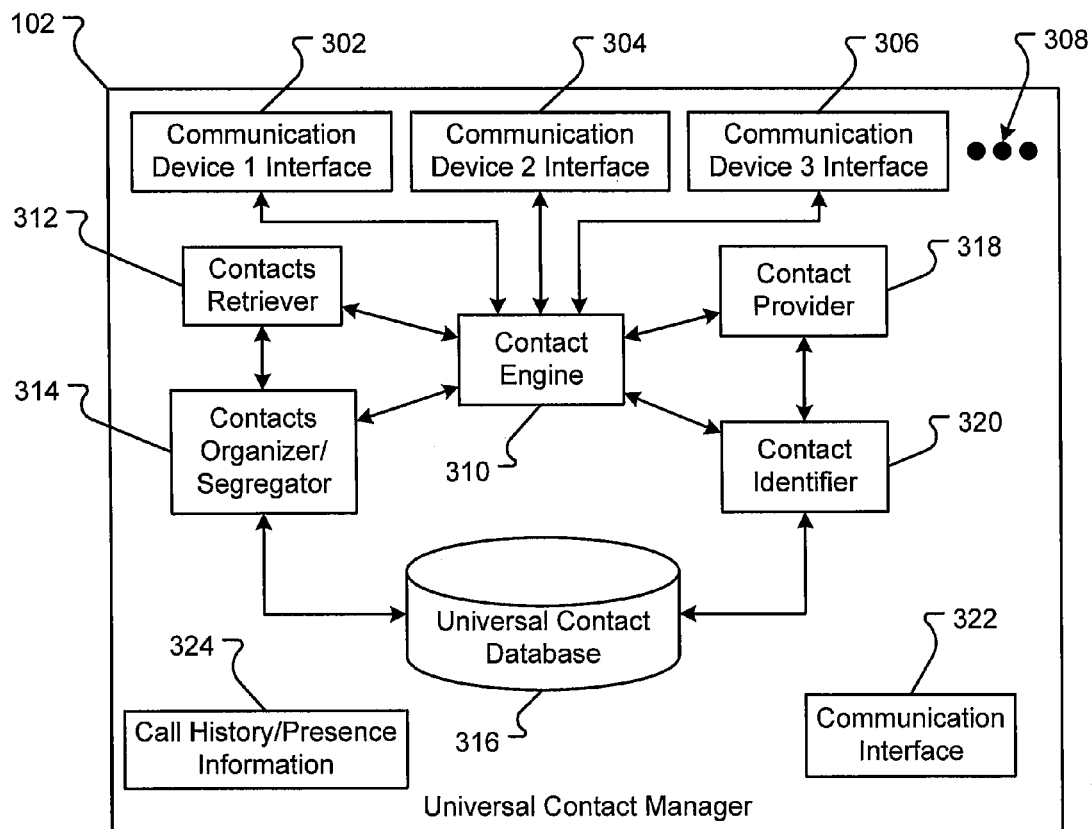 102
302
304
306
308
Communication
Device 1 Interface
Communication
Device 2 Interface
Communication
Device 3 Interface
312
Contacts
Retriever
Contact
Provider
318
Contact
Engine
310
314
Contacts
Organizer/
Segregator
Contact
Identifier
320
Universal Contact
Database
316
324
Call History/Presence
Information
322
Communication
Interface
Universal Contact Manager